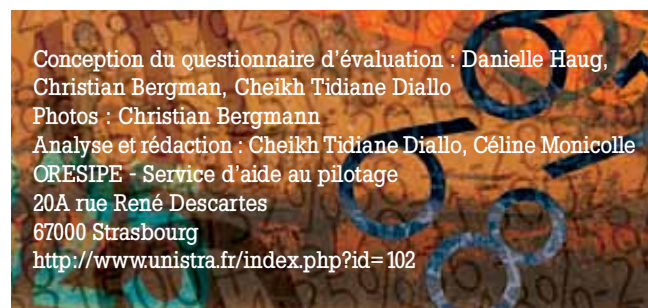 Conception du questionnaire d’évaluation : Danielle Haug,
Christian Bergman, Cheikh Tidiane Diallo
Photos : Christian Bergmann
Analyse et rédaction : Cheikh Tidiane Diallo, Céline Monicolle
ORESIPE - Service d’aide au pilotage
20A rue René Descartes
67000 Strasbourg
http://www.unistra.fr/index.php?id=102